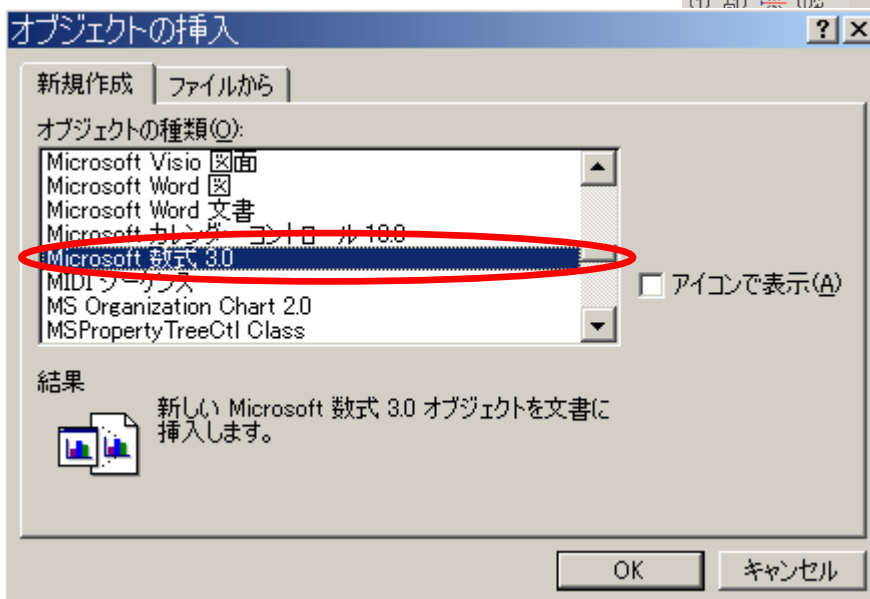 オブジェクトの挿入
新規作成 ファイルから
オブジェクトの種類(O):
Microsoft Visio 図面
Microsoft Word 図
Microsoft Word 文書
Microsoft カレンダー コントロール 10.0
Microsoft 数式 3.0
MIDI シーケンス
MS Organization Chart 2.0
MSPropertyTreeCtl Class
アイコンで表示(A)
結果
新しい Microsoft 数式 3.0 オブジェクトを文書に
挿入します。
OK キャンセル